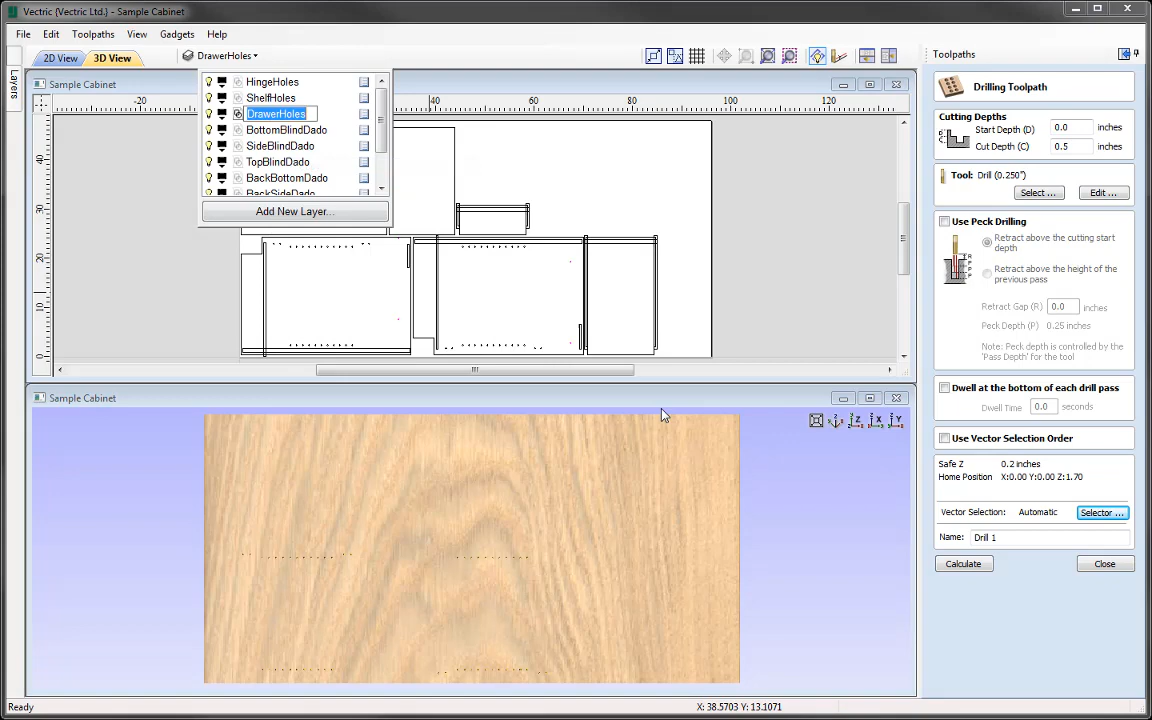 Vectric {Vectric Ltd.} - Sample Cabinet
File Edit Toolpaths View Gadgets Help
2D View 3D View DrawerHoles
Layers
Sample Cabinet
HingeHoles
ShelfHoles
DrawerHoles
BottomBlindDado
SideBlindDado
TopBlindDado
BackBottomDado
BackSideDado
Add New Layer...
-20 40 60 80 100 120
40
30
20
10
0
Sample Cabinet
Z X Y
Ready
X: 38.5703 Y: 13.1071
Toolpaths
Drilling Toolpath
Cutting Depths
Start Depth (D) 0.0 inches
Cut Depth (C) 0.5 inches
Tool: Drill (0.250")
Select ... Edit ...
Use Peck Drilling
Retract above the cutting start
depth
Retract above the height of the
previous pass
R
P
P
P
Retract Gap (R) 0.0 inches
Peck Depth (P) 0.25 inches
Note: Peck depth is controlled by the
'Pass Depth' for the tool
Dwell at the bottom of each drill pass
Dwell Time 0.0 seconds
Use Vector Selection Order
Safe Z 0.2 inches
Home Position X:0.00 Y:0.00 Z:1.70
Vector Selection: Automatic Selector ...
Name: Drill 1
Calculate Close